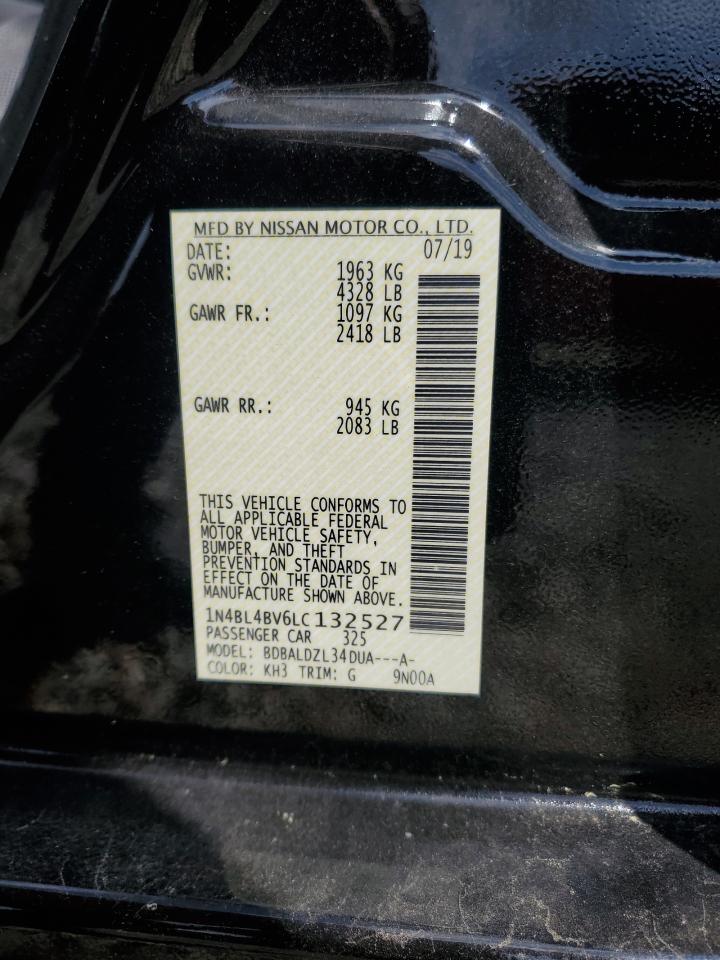 MFD BY NISSAN MOTOR CO., LTD.
DATE: 07/19
GVWR: 1963 KG
4328 LB
GAWR FR.: 1097 KG
2418 LB
GAWR RR.: 945 KG
2083 LB
THIS VEHICLE CONFORMS TO
ALL APPLICABLE FEDERAL
MOTOR VEHICLE SAFETY,
BUMPER, AND THEFT
PREVENTION STANDARDS IN
EFFECT ON THE DATE OF
MANUFACTURE SHOWN ABOVE.
1N4BL4BV6LC132527
PASSENGER CAR 325
MODEL: BDBALDZL34DUA---A-
COLOR: KH3 TRIM: G 9N00A